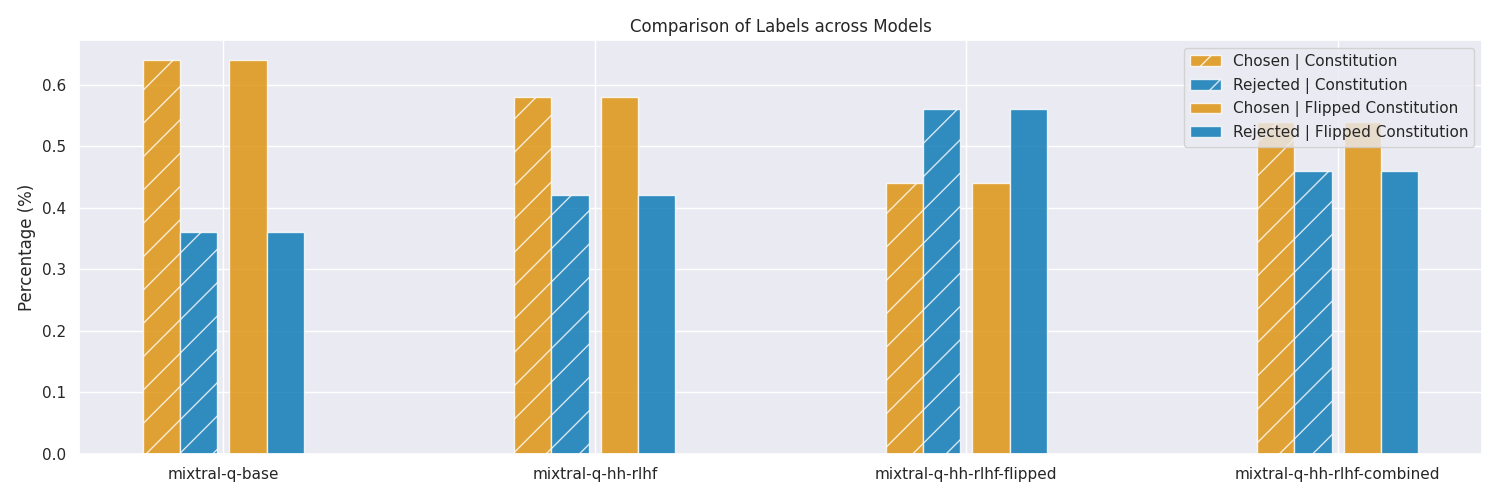 Comparison of Labels across Models
Chosen | Constitution
Rejected | Constitution
Chosen | Flipped Constitution
Rejected | Flipped Constitution
Percentage (%)
0.6
0.5
0.4
0.3
0.2
0.1
0.0
mixtral-q-base
mixtral-q-hh-rlhf
mixtral-q-hh-rlhf-flipped
mixtral-q-hh-rlhf-combined